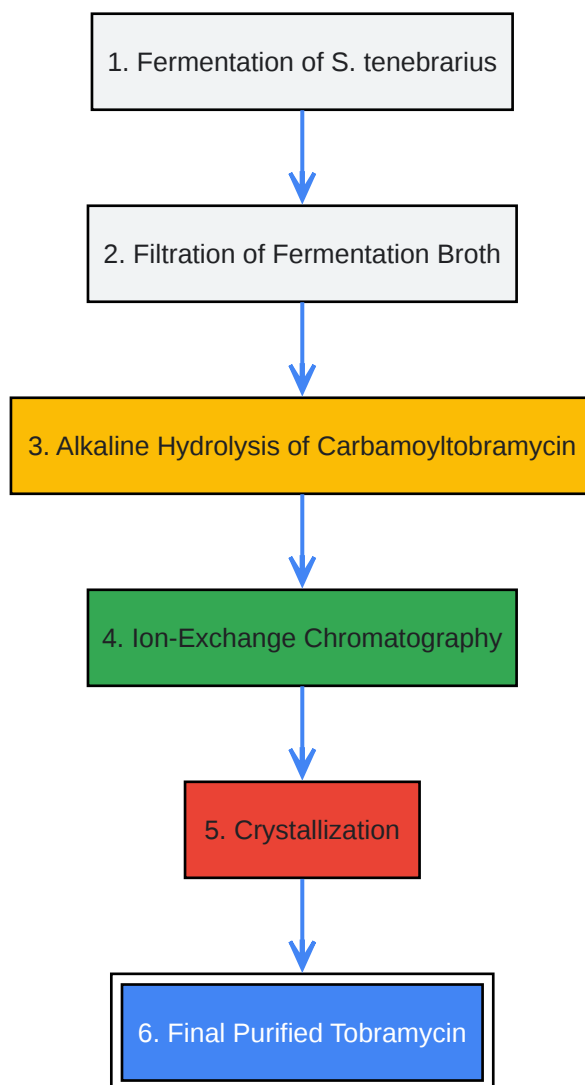 1. Fermentation of S. tenebrarius
2. Filtration of Fermentation Broth
3. Alkaline Hydrolysis of Carbamoyltobramycin
4. Ion-Exchange Chromatography
5. Crystallization
6. Final Purified Tobramycin